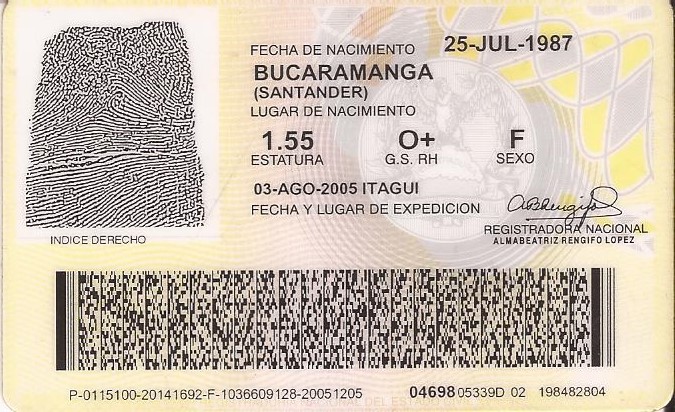 FECHA DE NACIMIENTO 25-JUL-1987
BUCARAMANGA
(SANTANDER)
LUGAR DE NACIMIENTO
1.55 O+ F
ESTATURA G.S. RH SEXO
03-AGO-2005 ITAGUI
FECHA Y LUGAR DE EXPEDICION
REGISTRADORA NACIONAL
ALMABEATRIZ RENGIFO LOPEZ
INDICE DERECHO
P-0115100-20141692-F-1036609128-20051205 04698 05339D 02 198482804